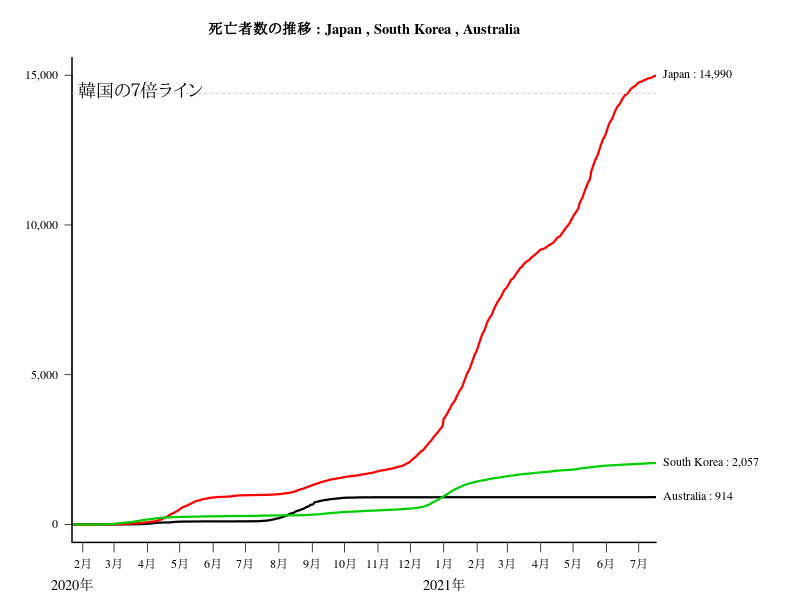 死亡者数の推移 : Japan , South Korea , Australia
15,000
Japan : 14,990
韓国の7倍ライン
10,000
5,000
South Korea : 2,057
Australia : 914
0
2月 3月 4月 5月 6月 7月 8月 9月 10月 11月 12月 1月 2月 3月 4月 5月 6月 7月
2020年 2021年